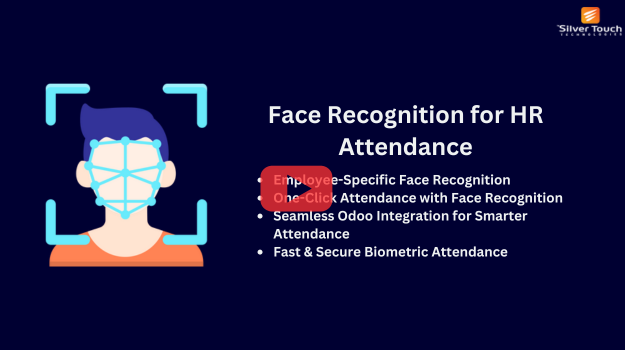 Silver Touch
TECHNOLOGIES
Face Recognition for HR
Attendance
Employee-Specific Face Recognition
One-Click Attendance with Face Recognition
Seamless Odoo Integration for Smarter
Attendance
Fast & Secure Biometric Attendance